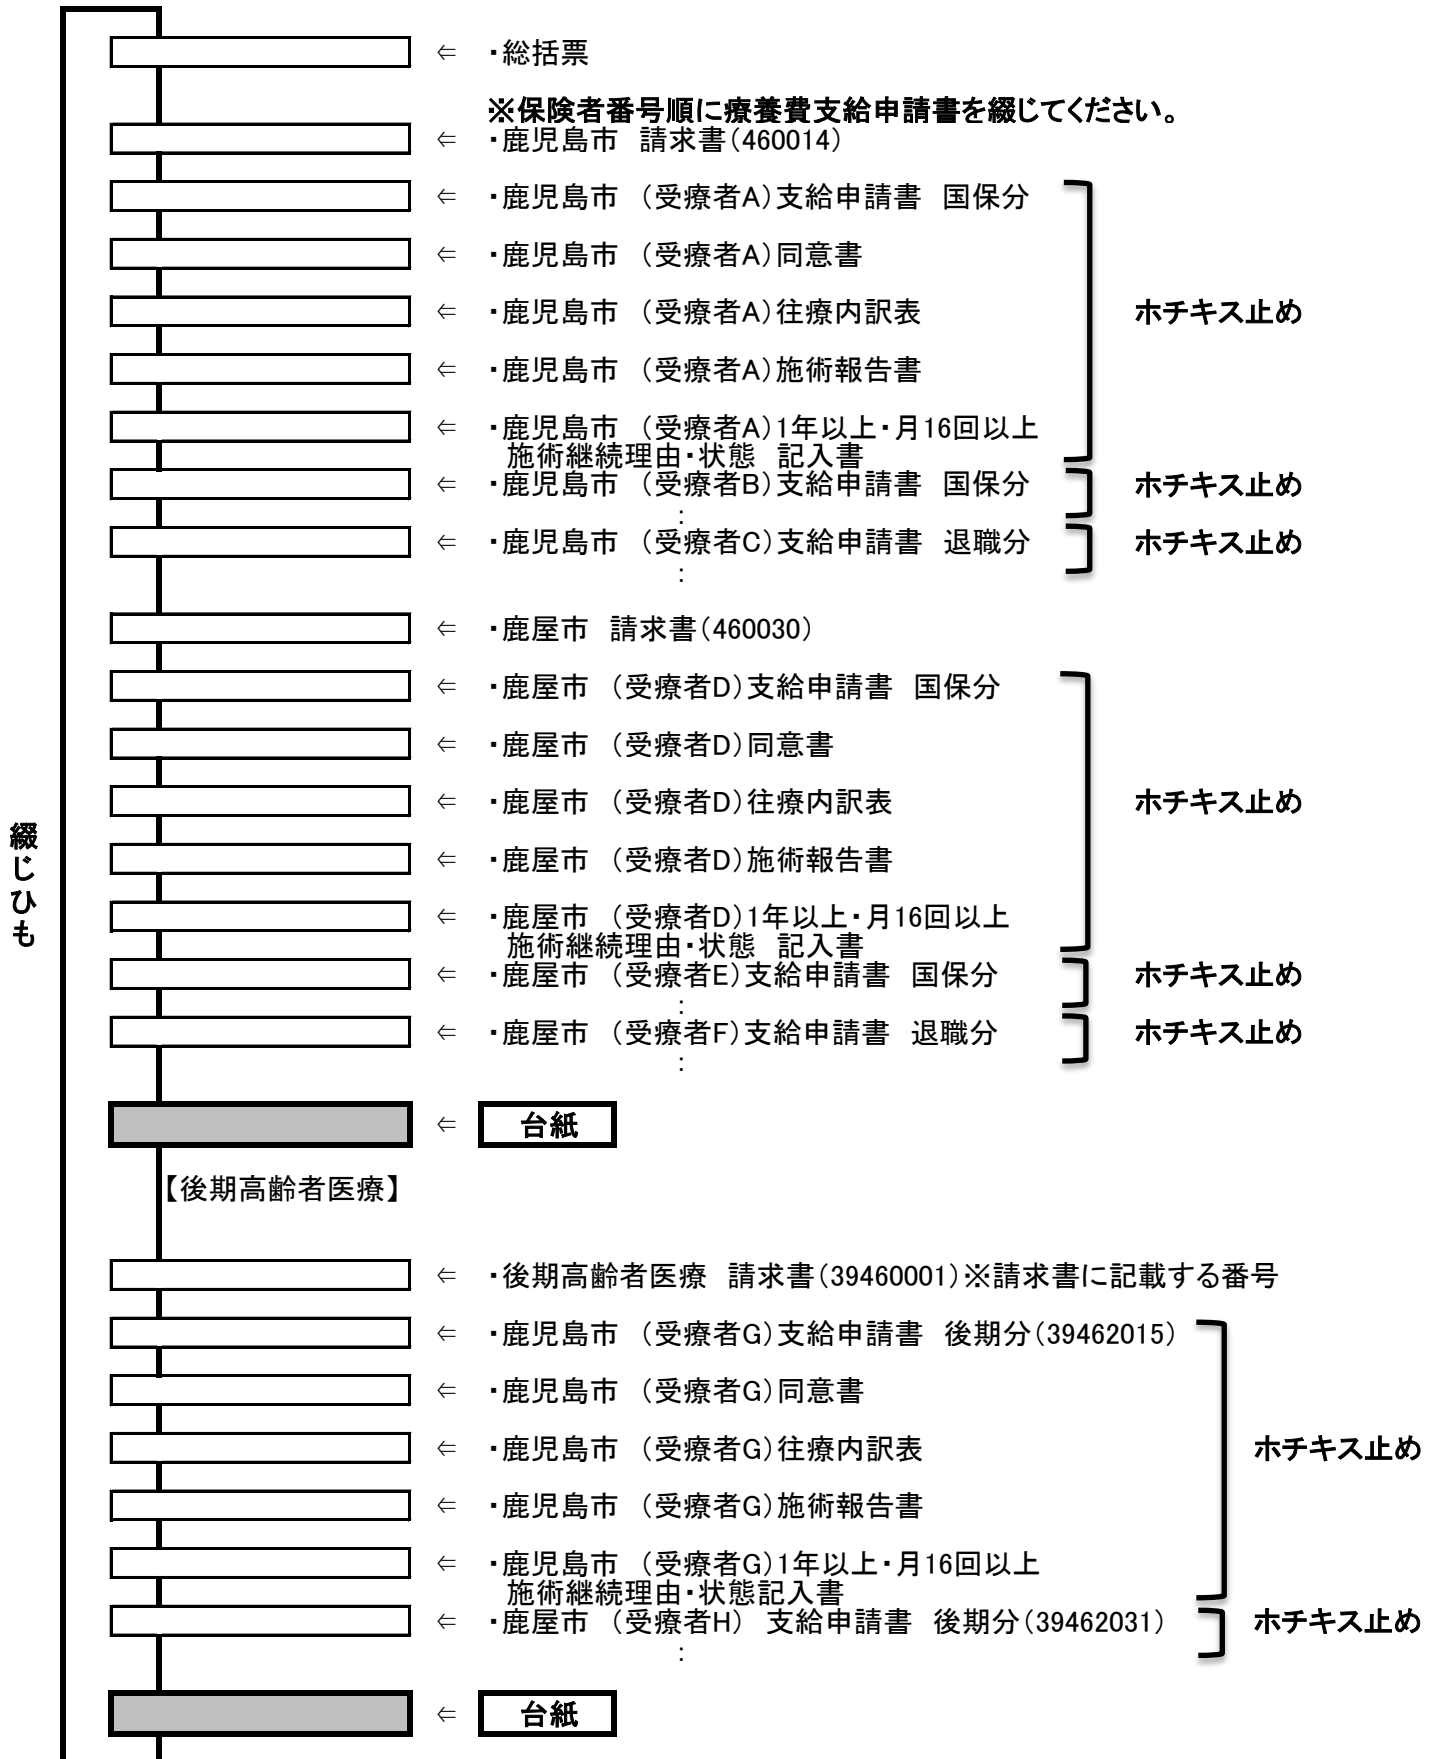 ⇐ ・総括票
※保険者番号順に療養費支給申請書を綴じてください。
⇐ ・鹿児島市 請求書(460014)
⇐ ・鹿児島市 (受療者A)支給申請書 国保分
⇐ ・鹿児島市 (受療者A)同意書
⇐ ・鹿児島市 (受療者A)往療内訳表 ホチキス止め
⇐ ・鹿児島市 (受療者A)施術報告書
⇐ ・鹿児島市 (受療者A)1年以上・月16回以上
施術継続理由・状態 記入書
⇐ ・鹿児島市 (受療者B)支給申請書 国保分 ホチキス止め
:
⇐ ・鹿児島市 (受療者C)支給申請書 退職分 ホチキス止め
:
⇐ ・鹿屋市 請求書(460030)
⇐ ・鹿屋市 (受療者D)支給申請書 国保分
⇐ ・鹿屋市 (受療者D)同意書
⇐ ・鹿屋市 (受療者D)往療内訳表 ホチキス止め
⇐ ・鹿屋市 (受療者D)施術報告書
綴じひも
⇐ ・鹿屋市 (受療者D)1年以上・月16回以上
施術継続理由・状態 記入書
⇐ ・鹿屋市 (受療者E)支給申請書 国保分 ホチキス止め
:
⇐ ・鹿屋市 (受療者F)支給申請書 退職分 ホチキス止め
:
⇐ 台紙
【後期高齢者医療】
⇐ ・後期高齢者医療 請求書(39460001)※請求書に記載する番号
⇐ ・鹿児島市 (受療者G)支給申請書 後期分(39462015)
⇐ ・鹿児島市 (受療者G)同意書
⇐ ・鹿児島市 (受療者G)往療内訳表 ホチキス止め
⇐ ・鹿児島市 (受療者G)施術報告書
⇐ ・鹿児島市 (受療者G)1年以上・月16回以上
施術継続理由・状態記入書
⇐ ・鹿屋市 (受療者H) 支給申請書 後期分(39462031) ホチキス止め
:
⇐ 台紙